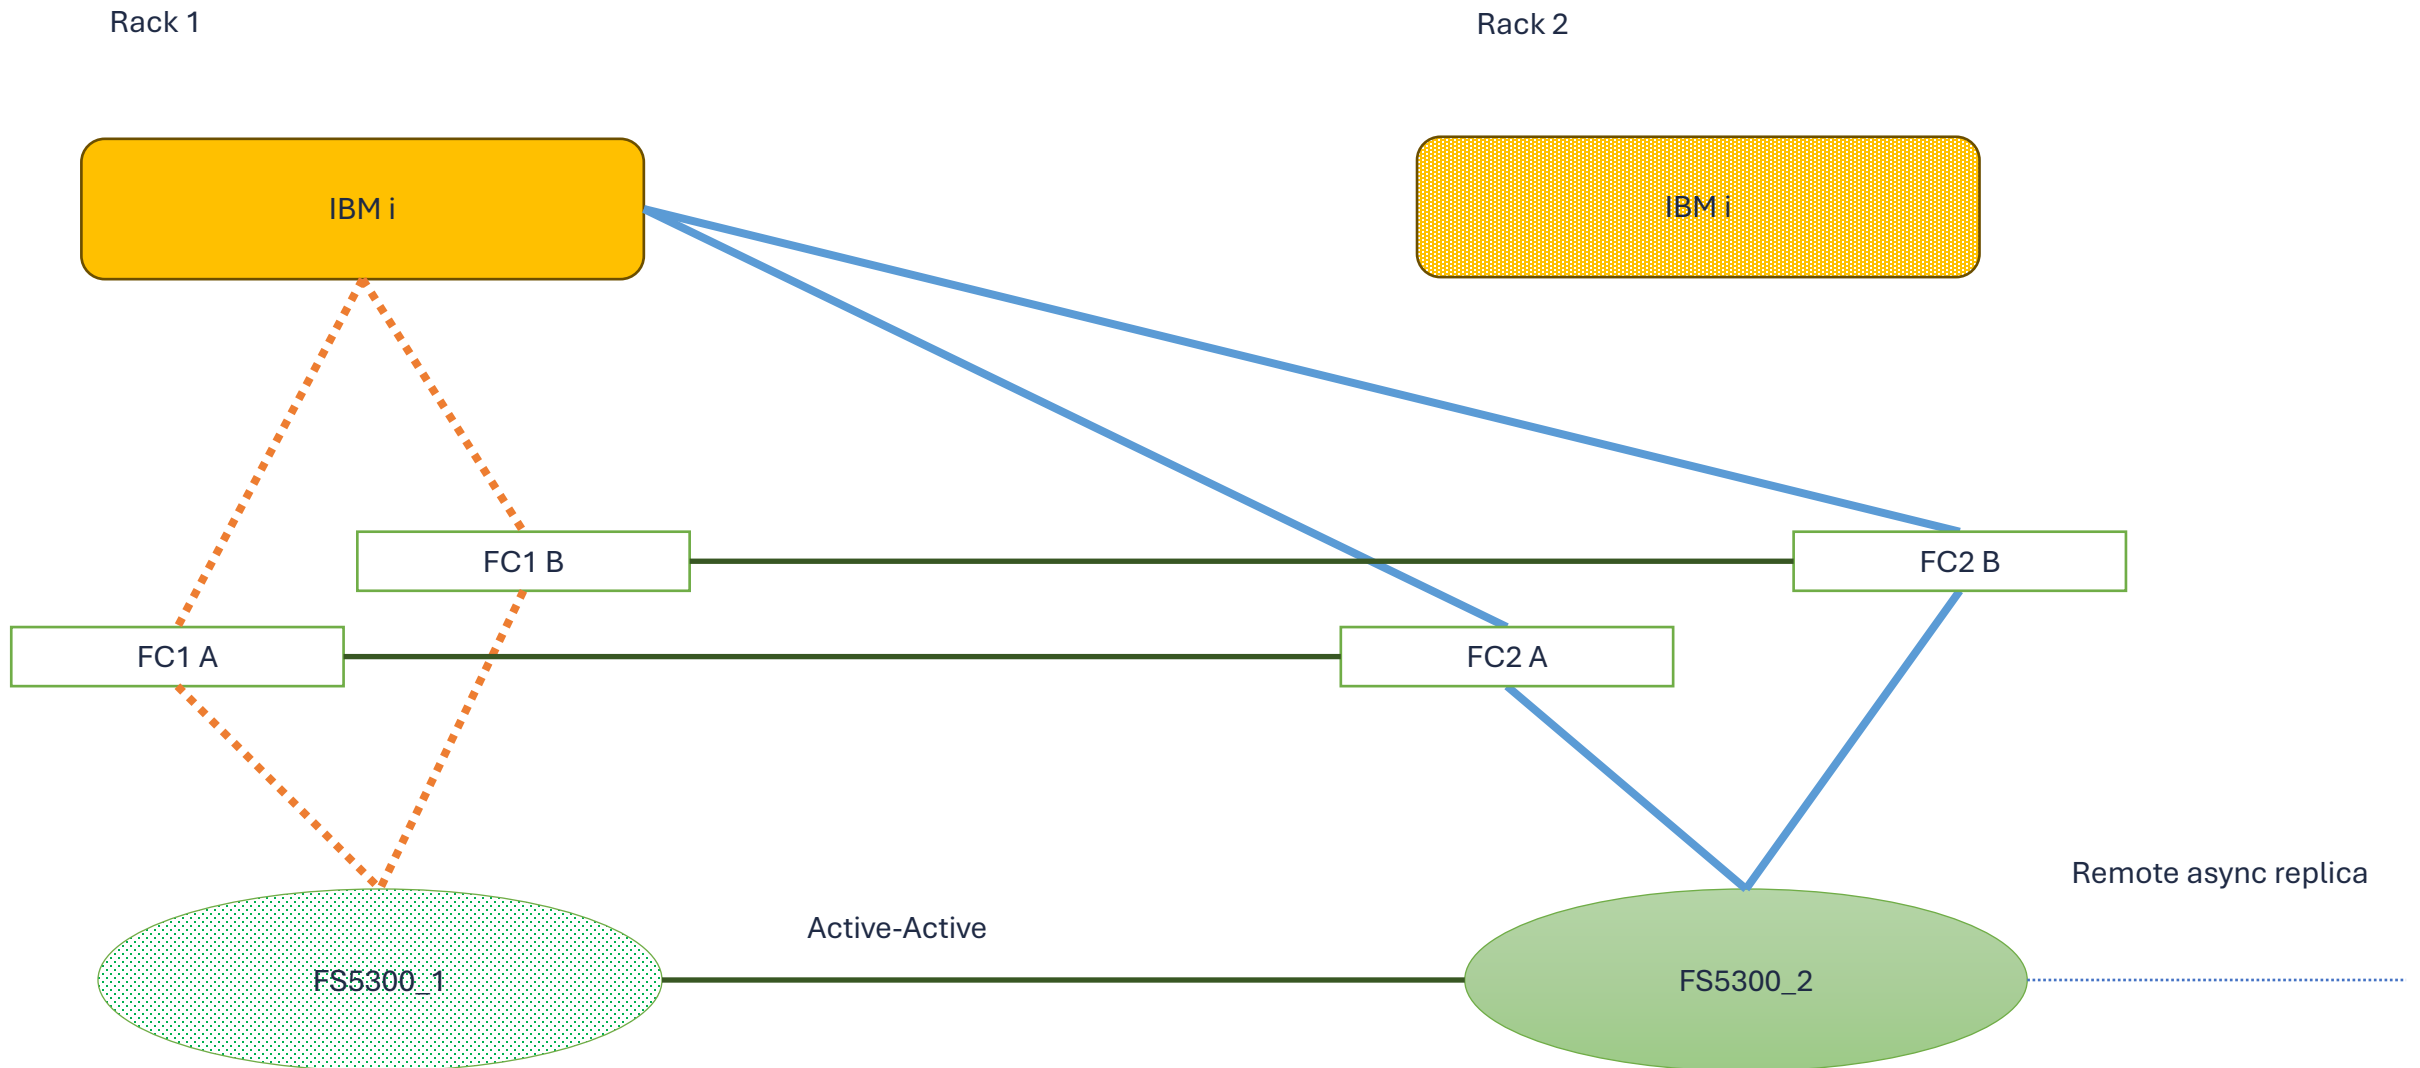 Rack 1
Rack 2
IBM i
IBM i
FC1 B
FC2 B
FC1 A
FC2 A
Remote async replica
Active-Active
FS5300_1
FS5300_2